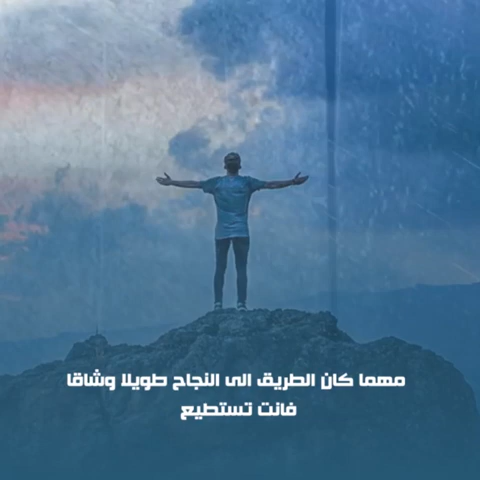 مهما كان الطريق الى النجاح طويلا وشاقا
فانت تستطيع